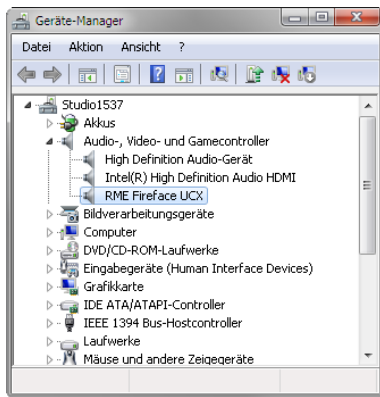 Geräte-Manager
Datei Aktion Ansicht ?
Studio1537
Akkus
Audio-, Video- und Gamecontroller
High Definition Audio-Gerät
Intel(R) High Definition Audio HDMI
RME Fireface UCX
Bildverarbeitungsgeräte
Computer
DVD/CD-ROM-Laufwerke
Eingabegeräte (Human Interface Devices)
Grafikkarte
IDE ATA/ATAPI-Controller
IEEE 1394 Bus-Hostcontroller
Laufwerke
Mäuse und andere Zeigegeräte